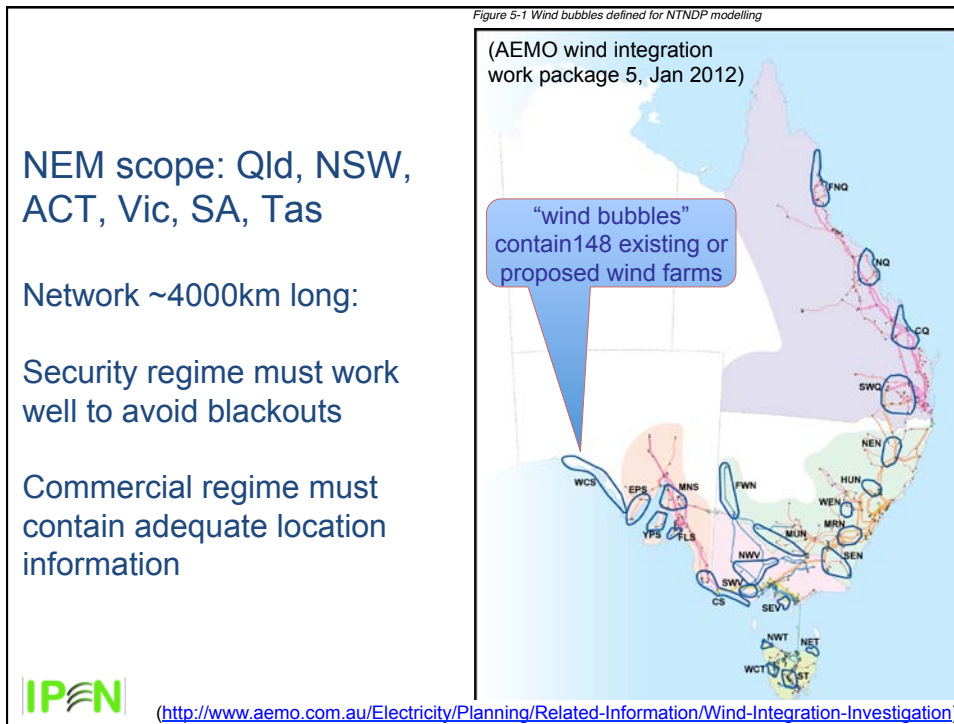 Figure 5-1 Wind bubbles defined for NTNDP modelling
(AEMO wind integration
work package 5, Jan 2012)
NEM scope: Qld, NSW,
ACT, Vic, SA, Tas
Network ~4000km long:
Security regime must work
well to avoid blackouts
Commercial regime must
contain adequate location
information
“wind bubbles”
contain148 existing or
proposed wind farms
FNQ
NQ
CQ
SWQ
NEN
HUN
WEN
MRN
SEN
FWN
MUN
WCS
EPS
MNS
YPS
FLS
NWV
SWV
CS
SEV
NWT
NET
WCT
ST
IPEN
(http://www.aemo.com.au/Electricity/Planning/Related-Information/Wind-Integration-Investigation)